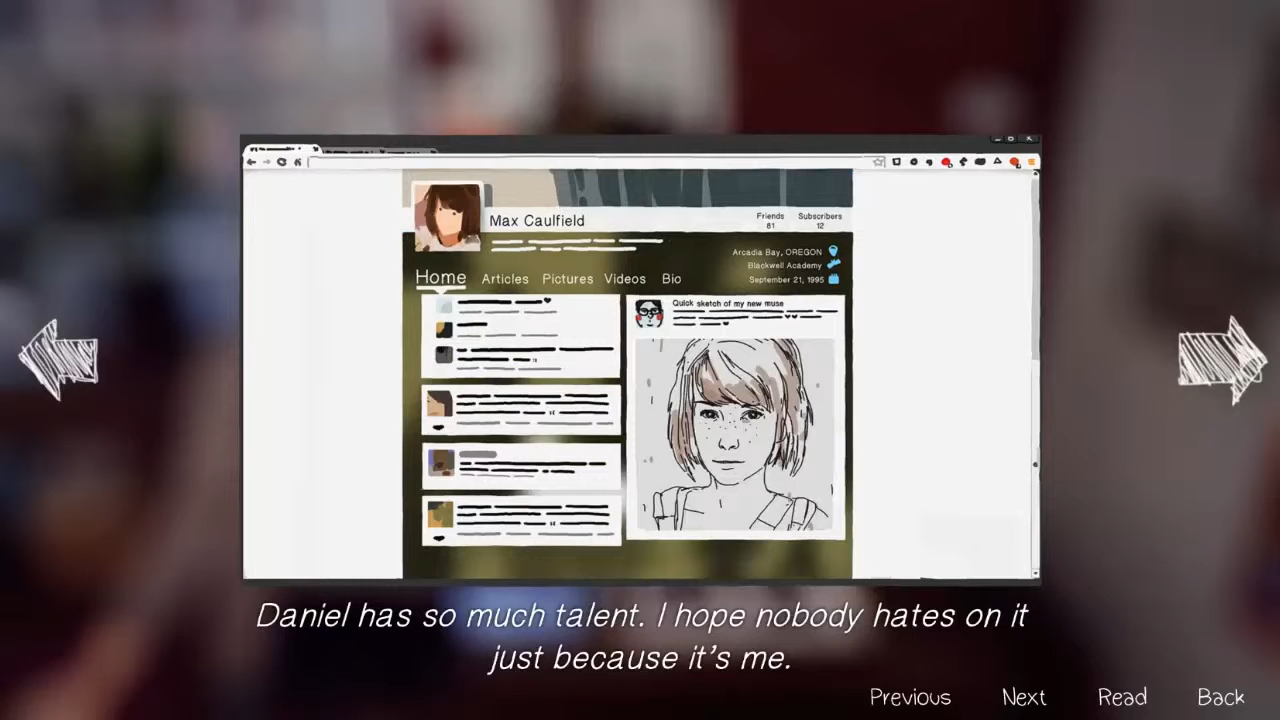 Max Caulfield
Friends
61
Subscribers
12
Arcadia Bay, OREGON
Blackwell Academy
September 21, 1995
Home Articles Pictures Videos Bio
Quick sketch of my new muse
Daniel has so much talent. I hope nobody hates on it
just because it's me.
Previous Next Read Back